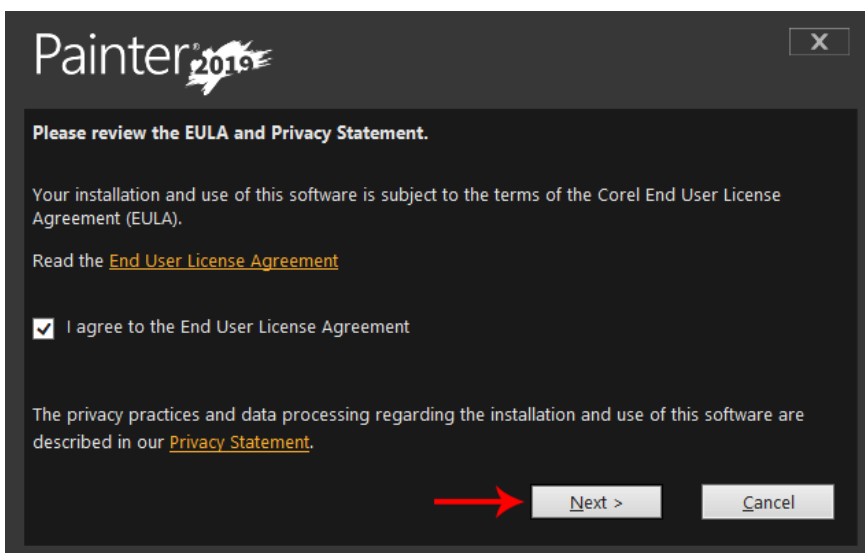 Painter® 2019
X
Please review the EULA and Privacy Statement.
Your installation and use of this software is subject to the terms of the Corel End User License
Agreement (EULA).
Read the End User License Agreement
I agree to the End User License Agreement
The privacy practices and data processing regarding the installation and use of this software are
described in our Privacy Statement.
Next > Cancel